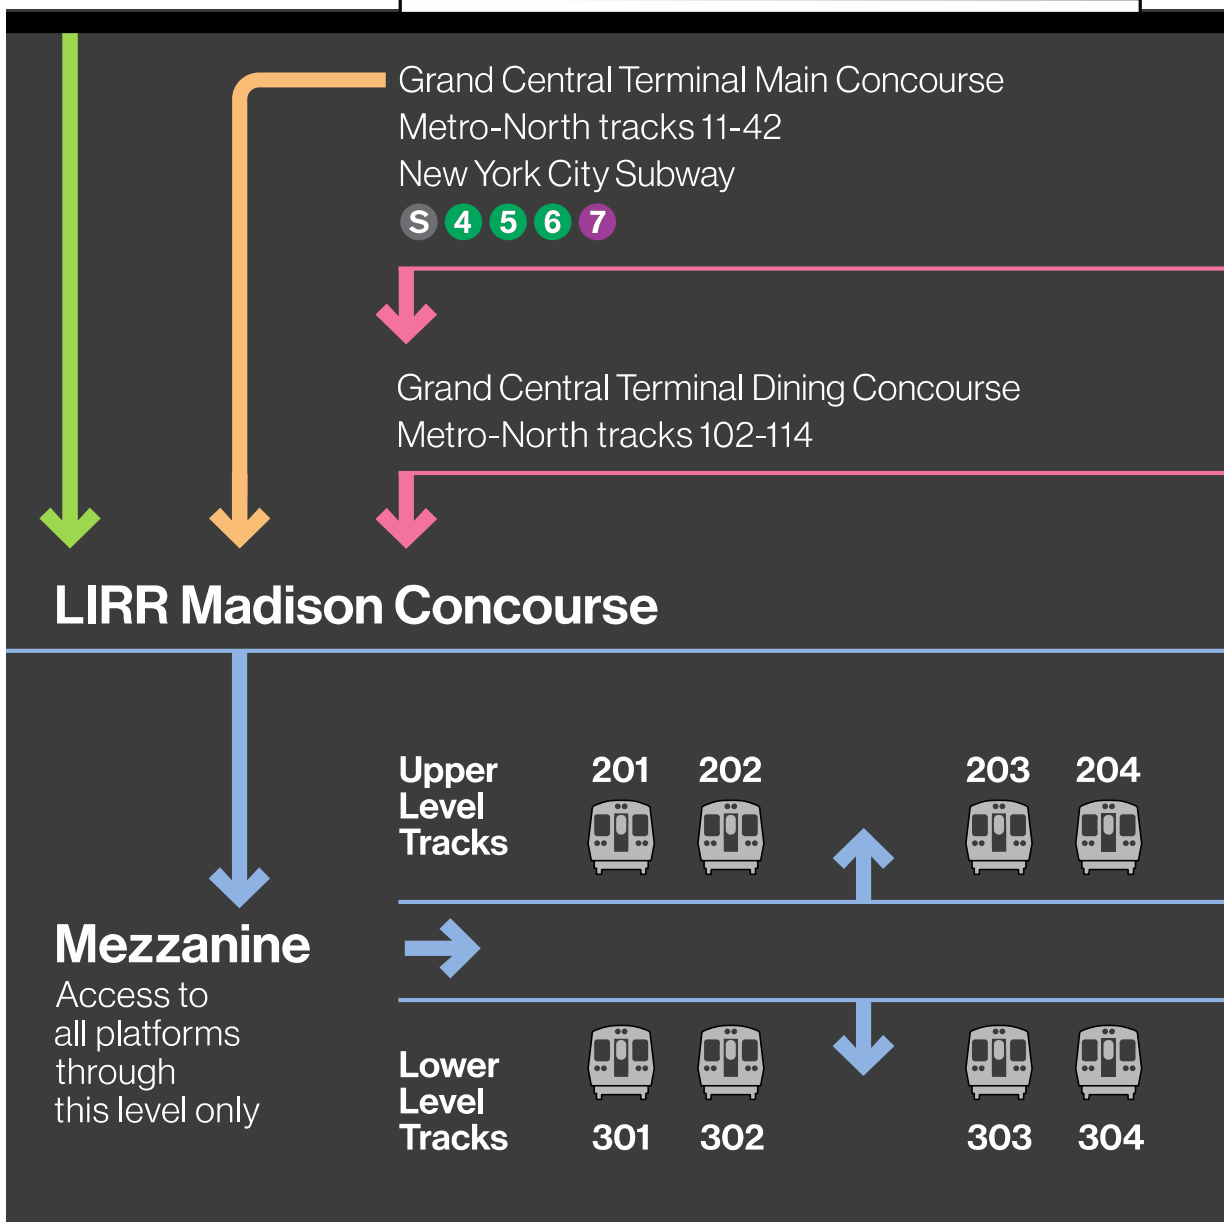 Grand Central Terminal Main Concourse
Metro-North tracks 11-42
New York City Subway
S 4 5 6 7
Grand Central Terminal Dining Concourse
Metro-North tracks 102-114
LIRR Madison Concourse
Upper
Level
Tracks
201 202 203 204
Mezzanine
Access to
all platforms
through
this level only
Lower
Level
Tracks
301 302 303 304